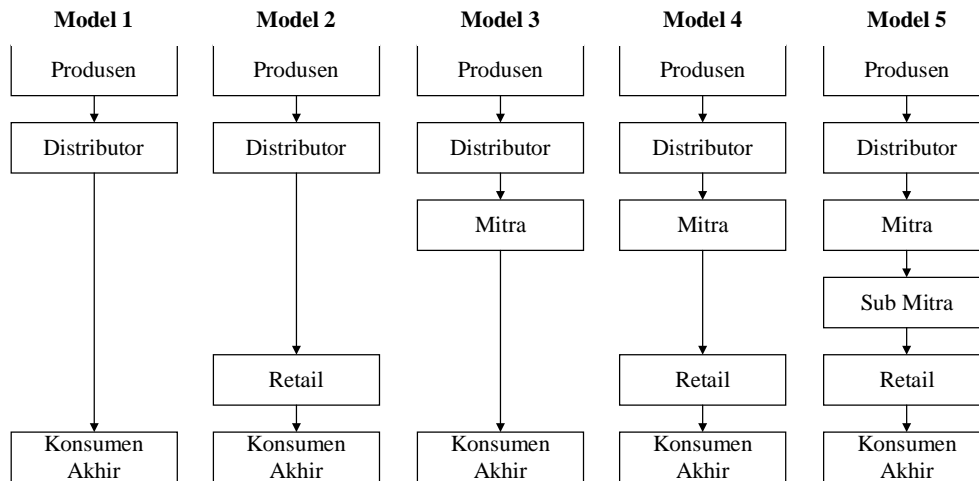 Model 1 Model 2 Model 3 Model 4 Model 5
Produsen Produsen Produsen Produsen Produsen
Distributor Distributor Distributor Distributor Distributor
Mitra Mitra Mitra
Sub Mitra
Retail Retail Retail
Konsumen Konsumen Konsumen Konsumen Konsumen
Akhir Akhir Akhir Akhir Akhir